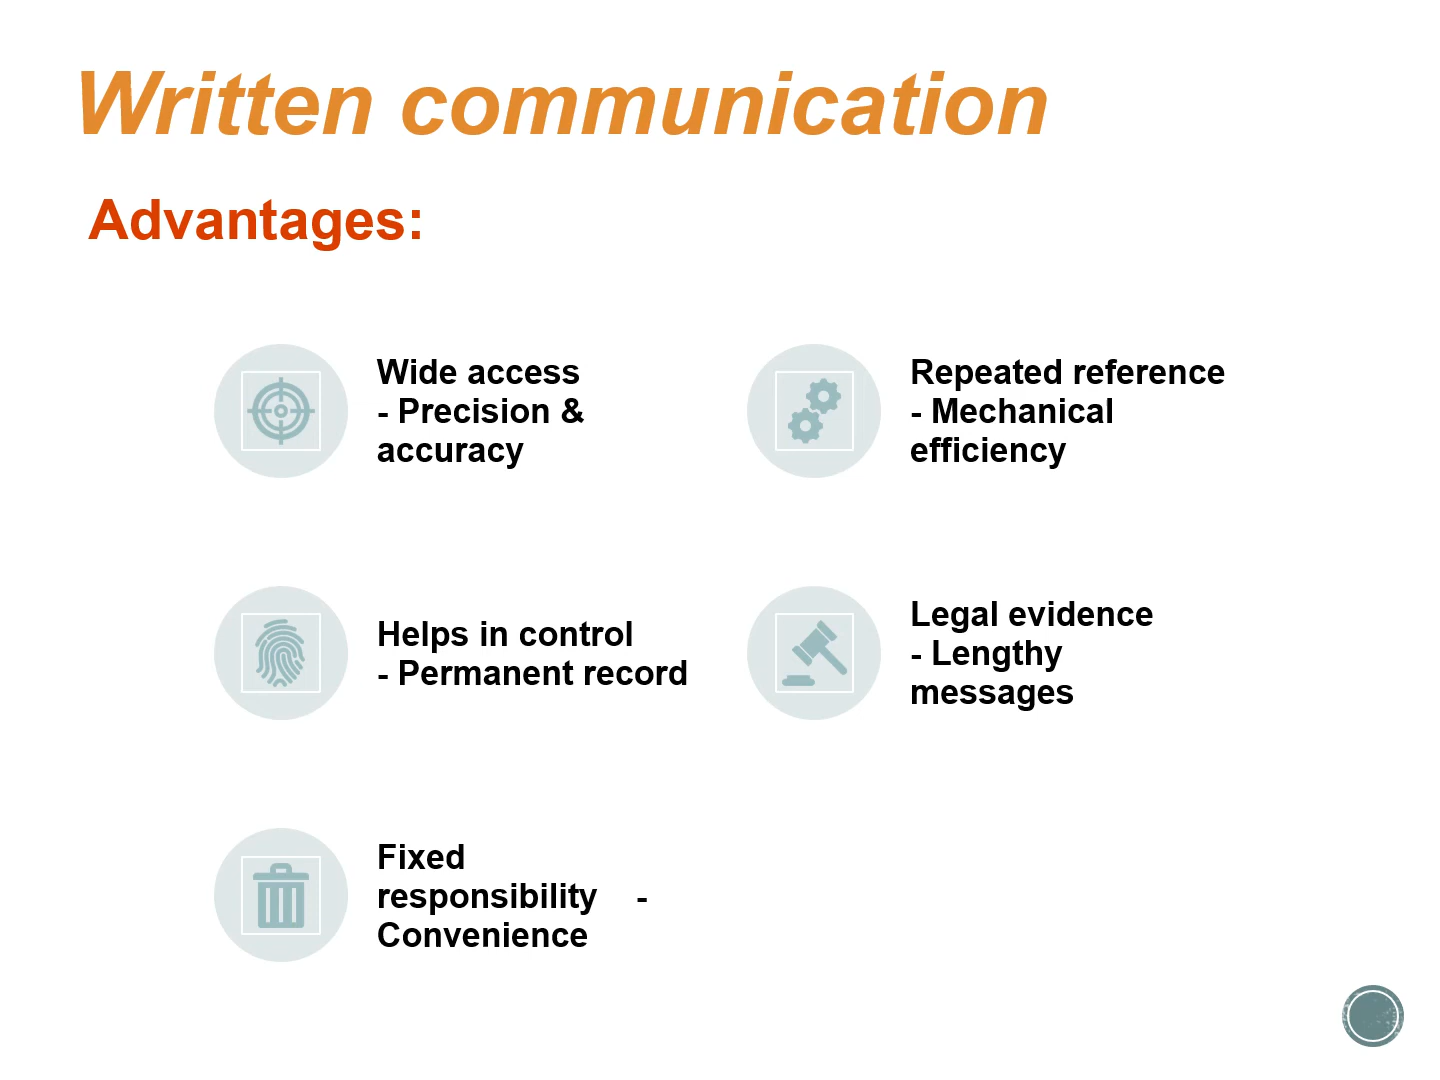 Written communication
Advantages:
Wide access
- Precision &
accuracy
Repeated reference
- Mechanical
efficiency
Helps in control
- Permanent record
Legal evidence
- Lengthy
messages
Fixed
responsibility -
Convenience